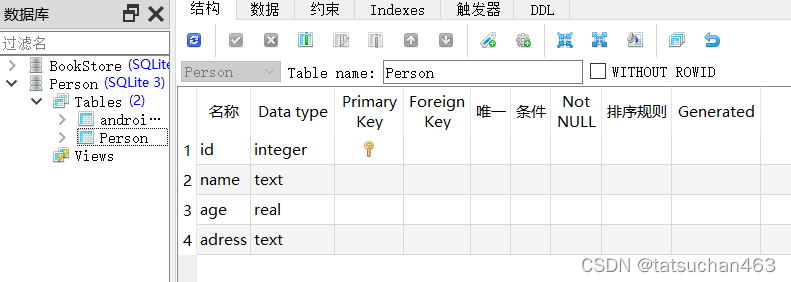 数据库
过滤名
BookStore (SQLite
Person (SQLite 3)
Tables (2)
androi...
Person
Views
结构 数据 约束 Indexes 触发器 DDL
Person Table name: Person WITHOUT ROWID
名称 Data type Primary Key Foreign Key 唯一 条件 Not NULL 排序规则 Generated
1 id integer
2 name text
3 age real
4 adress text
CSDN @tatsuchan463